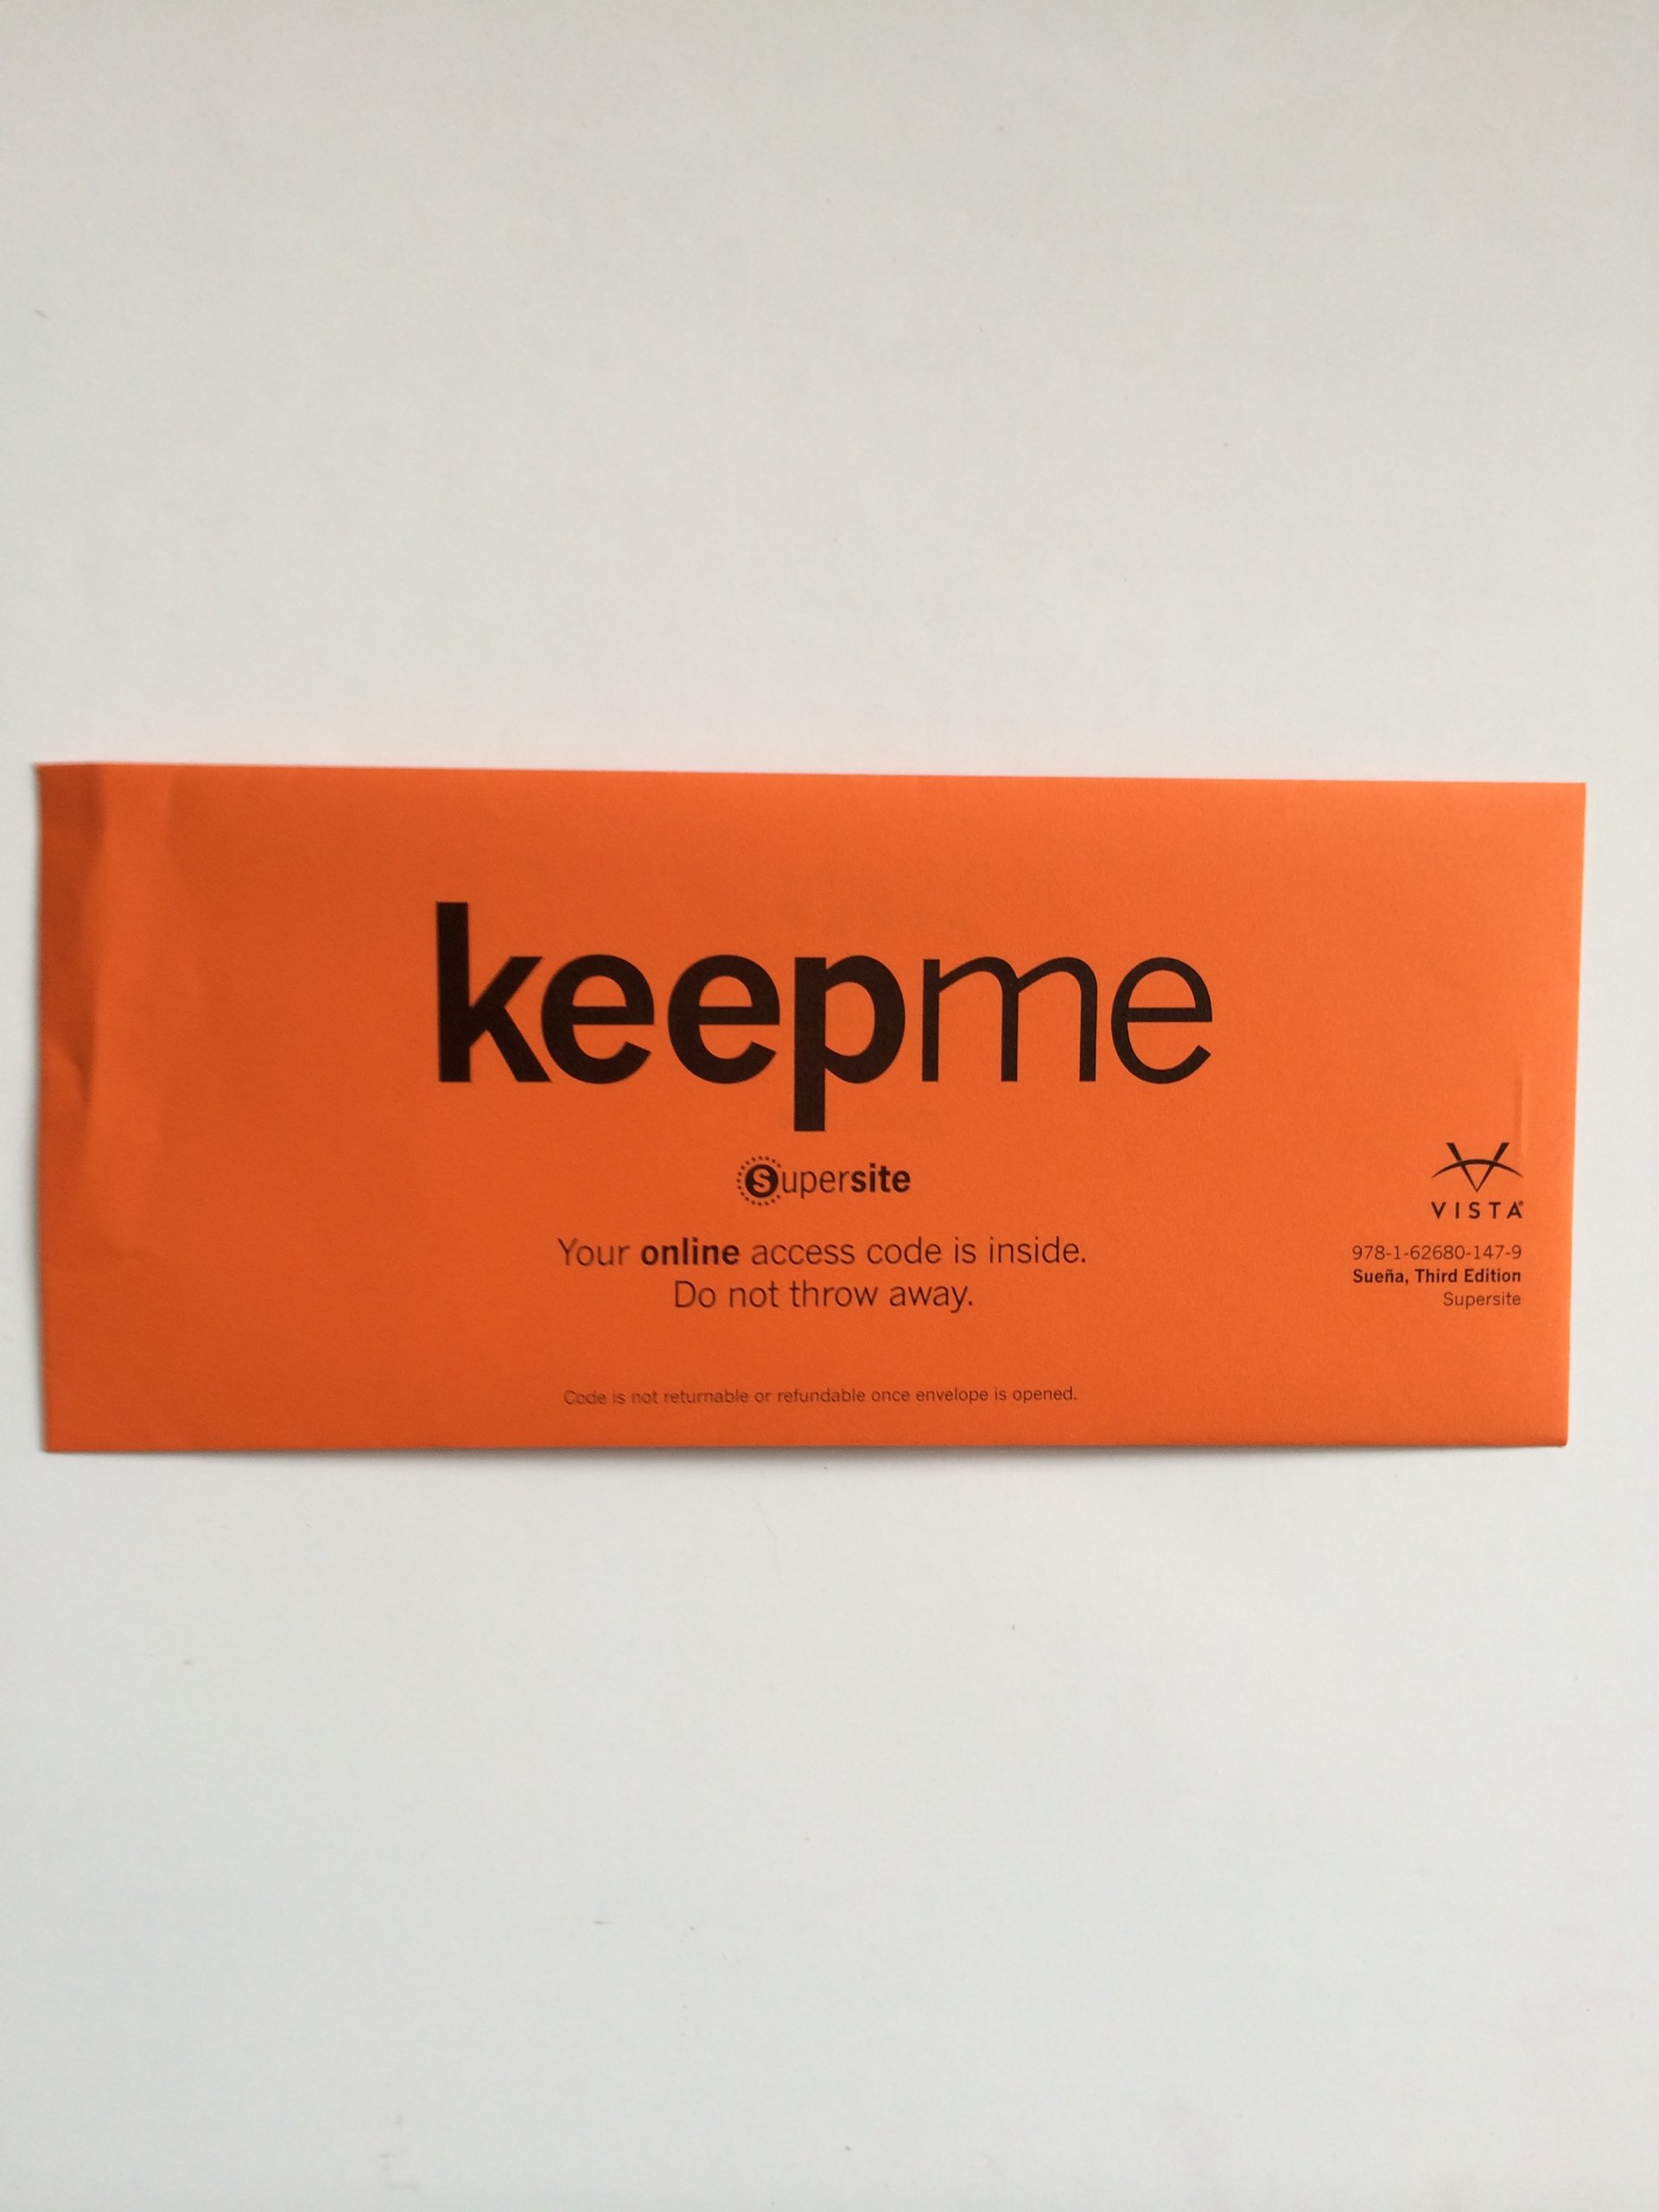 keepme
Supersite
Your online access code is inside.
Do not throw away.
Code is not returnable or refundable once envelope is opened.
VISTA®
978-1-62680-147-9
Sueña, Third Edition
Supersite